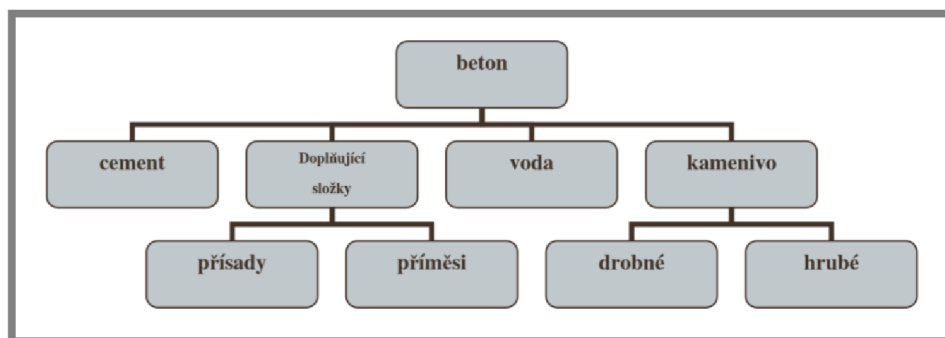 beton
cement
Doplňující
složky
voda
kamenivo
přísady
příměsi
drobné
hrubé